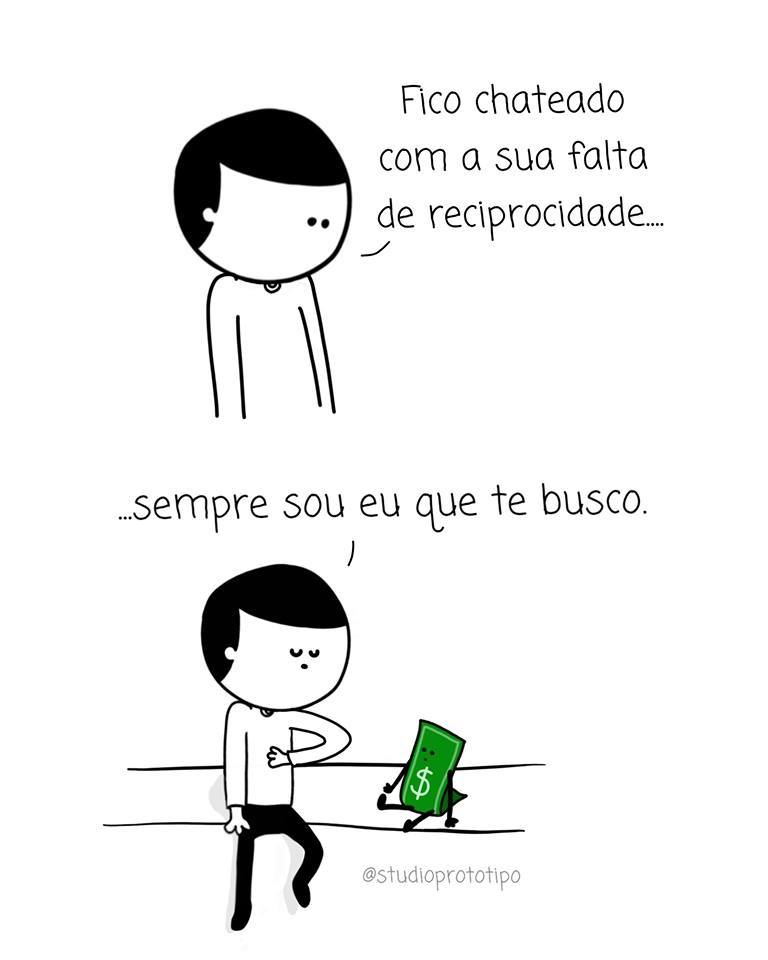 Fico chateado
com a sua falta
de reciprocidade....
...sempre sou eu que te busco.
$
@studioprototipo